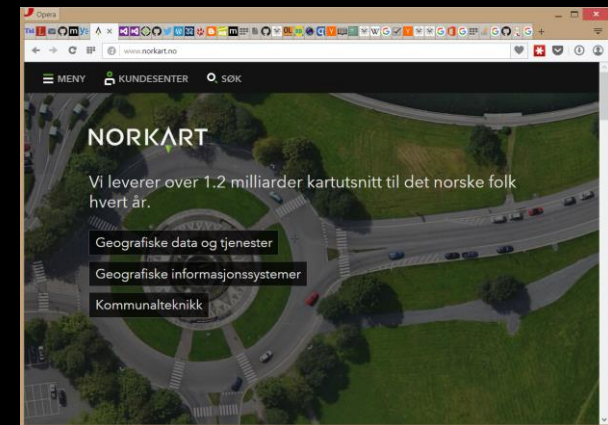 Opera
www.norkart.no
MENY KUNDESENTER SØK
NORKART
Vi leverer over 1.2 milliarder kartutsnitt til det norske folk
hvert år.
Geografiske data og tjenester
Geografiske informasjonssystemer
Kommunalteknikk